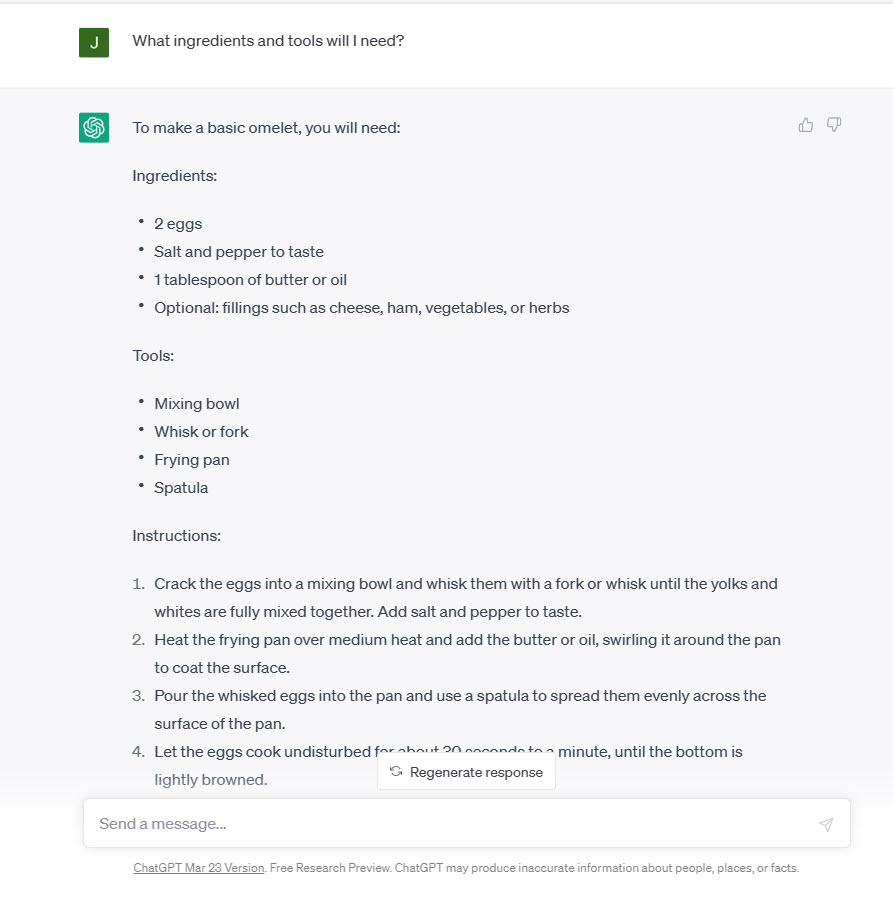 J
What ingredients and tools will I need?
To make a basic omelet, you will need:
Ingredients:
• 2 eggs
• Salt and pepper to taste
• 1 tablespoon of butter or oil
• Optional: fillings such as cheese, ham, vegetables, or herbs
Tools:
• Mixing bowl
• Whisk or fork
• Frying pan
• Spatula
Instructions:
1. Crack the eggs into a mixing bowl and whisk them with a fork or whisk until the yolks and
whites are fully mixed together. Add salt and pepper to taste.
2. Heat the frying pan over medium heat and add the butter or oil, swirling it around the pan
to coat the surface.
3. Pour the whisked eggs into the pan and use a spatula to spread them evenly across the
surface of the pan.
4. Let the eggs cook undisturbed for about 30 seconds to a minute, until the bottom is
lightly browned.
Regenerate response
Send a message...
ChatGPT Mar 23 Version. Free Research Preview. ChatGPT may produce inaccurate information about people, places, or facts.